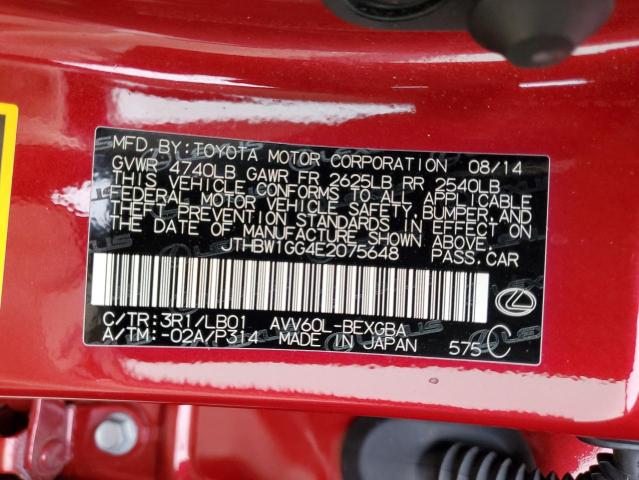 MFD. BY: TOYOTA MOTOR CORPORATION 08/14
GVWR 4740LB GAWR FR 2625LB RR 2540LB
THIS VEHICLE CONFORMS TO ALL APPLICABLE
FEDERAL MOTOR VEHICLE SAFETY, BUMPER, AND
THEFT PREVENTION STANDARDS IN EFFECT ON
THE DATE OF MANUFACTURE SHOWN ABOVE.
JTHBW1GG4E2075648 PASS.CAR
C/TR:3R1/LB01 AVV60L-BEXGBA
A/TM:-02A/P314 MADE IN JAPAN 575 C